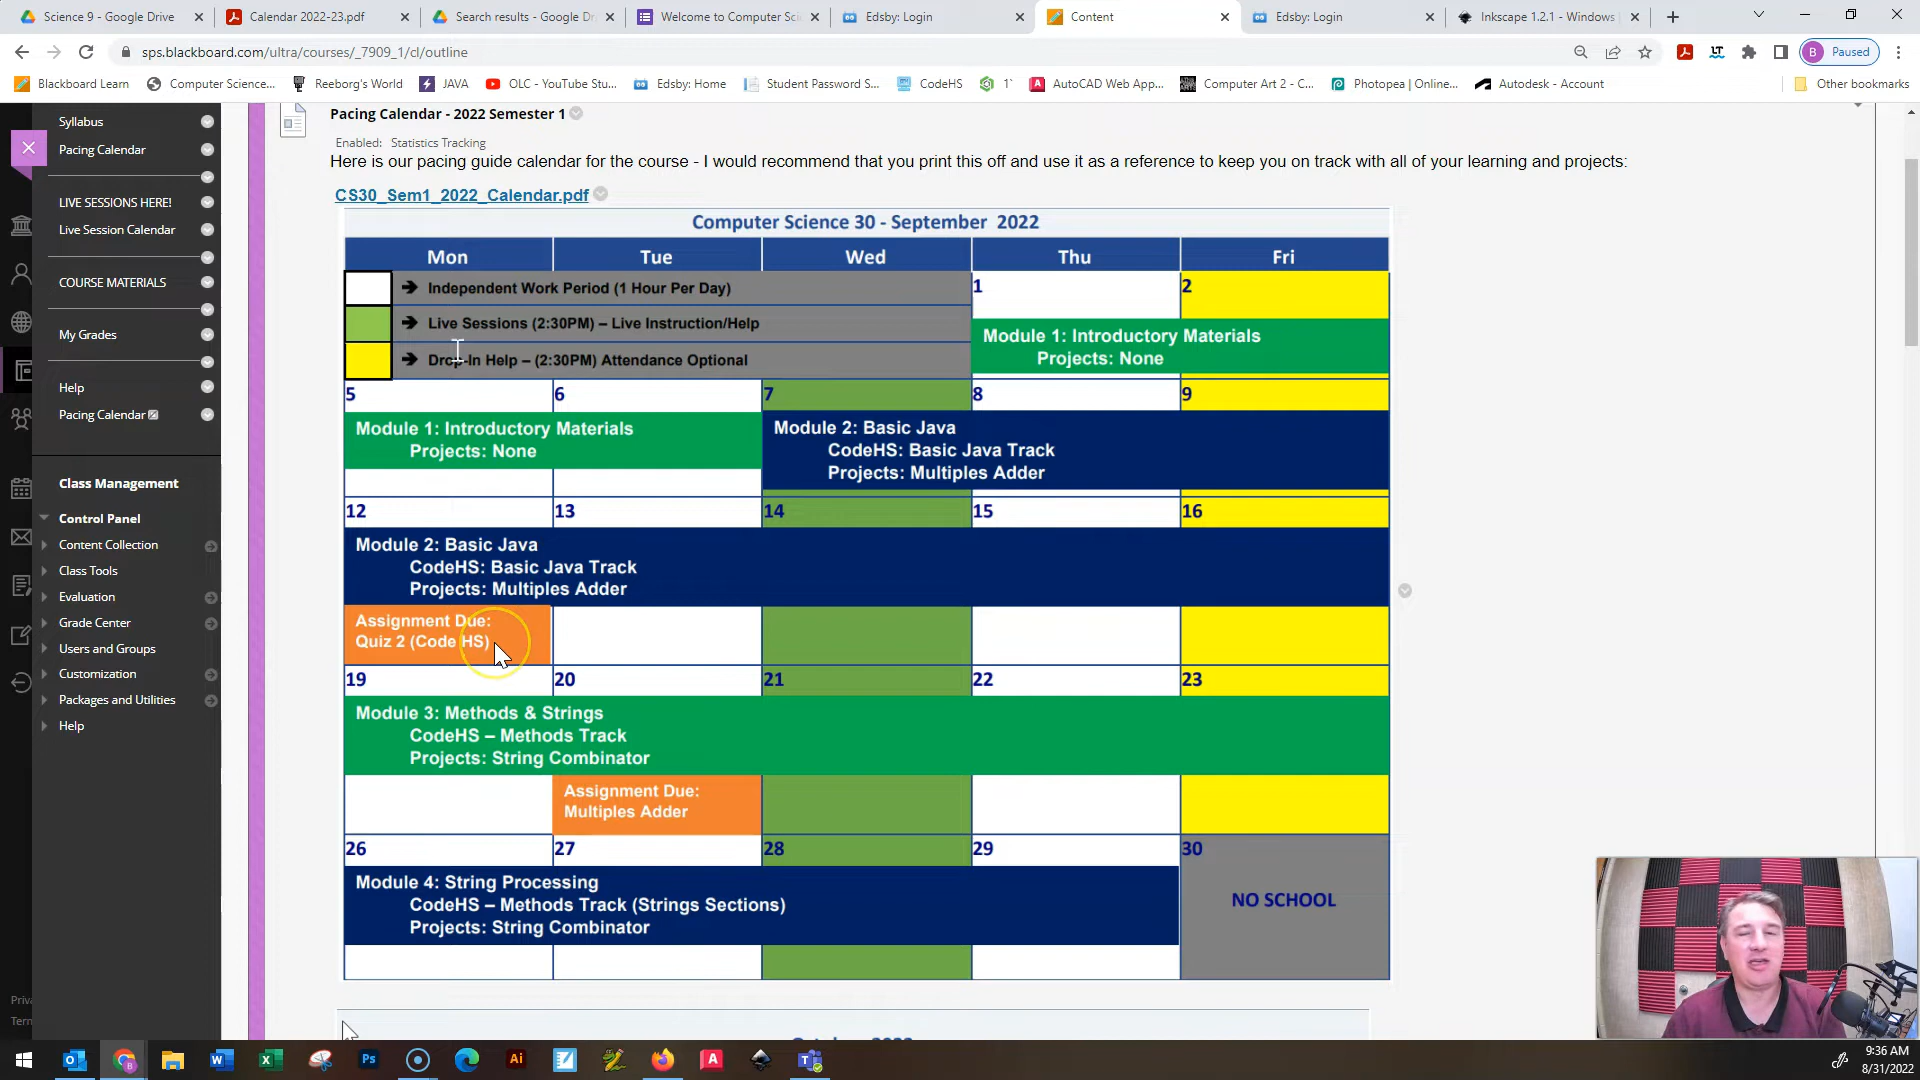 Science 9 - Google Drive
Calendar 2022-23.pdf
Search results - Google Dr
Welcome to Computer Sci
Edsby: Login
Content
Edsby: Login
Inkscape 1.2.1 - Windows
sps.blackboard.com/ultra/courses/_7909_1/cl/outline
B
Paused
Blackboard Learn
Computer Science...
Reeborg's World
JAVA
OLC - YouTube Stu...
Edsby: Home
Student Password S...
CodeHS
1`
AutoCAD Web App...
Computer Art 2 - C...
Photopea | Online...
Autodesk - Account
Other bookmarks
Syllabus
Pacing Calendar
LIVE SESSIONS HERE!
Live Session Calendar
COURSE MATERIALS
My Grades
Help
Pacing Calendar
Class Management
Control Panel
Content Collection
Class Tools
Evaluation
Grade Center
Users and Groups
Customization
Packages and Utilities
Help
Priva
Term
Pacing Calendar - 2022 Semester 1
Enabled: Statistics Tracking
Here is our pacing guide calendar for the course - I would recommend that you print this off and use it as a reference to keep you on track with all of your learning and projects:
CS30_Sem1_2022_Calendar.pdf
Computer Science 30 - September 2022
Mon Tue Wed Thu Fri
➔ Independent Work Period (1 Hour Per Day)
➔ Live Sessions (2:30PM) – Live Instruction/Help
➔ Drop-In Help – (2:30PM) Attendance Optional
1 2
Module 1: Introductory Materials
Projects: None
5 6 7 8 9
Module 1: Introductory Materials
Projects: None
Module 2: Basic Java
CodeHS: Basic Java Track
Projects: Multiples Adder
12 13 14 15 16
Module 2: Basic Java
CodeHS: Basic Java Track
Projects: Multiples Adder
Assignment Due:
Quiz 2 (Code HS)
19 20 21 22 23
Module 3: Methods & Strings
CodeHS – Methods Track
Projects: String Combinator
Assignment Due:
Multiples Adder
26 27 28 29 30
Module 4: String Processing
CodeHS – Methods Track (Strings Sections)
Projects: String Combinator
NO SCHOOL
9:36 AM
8/31/2022